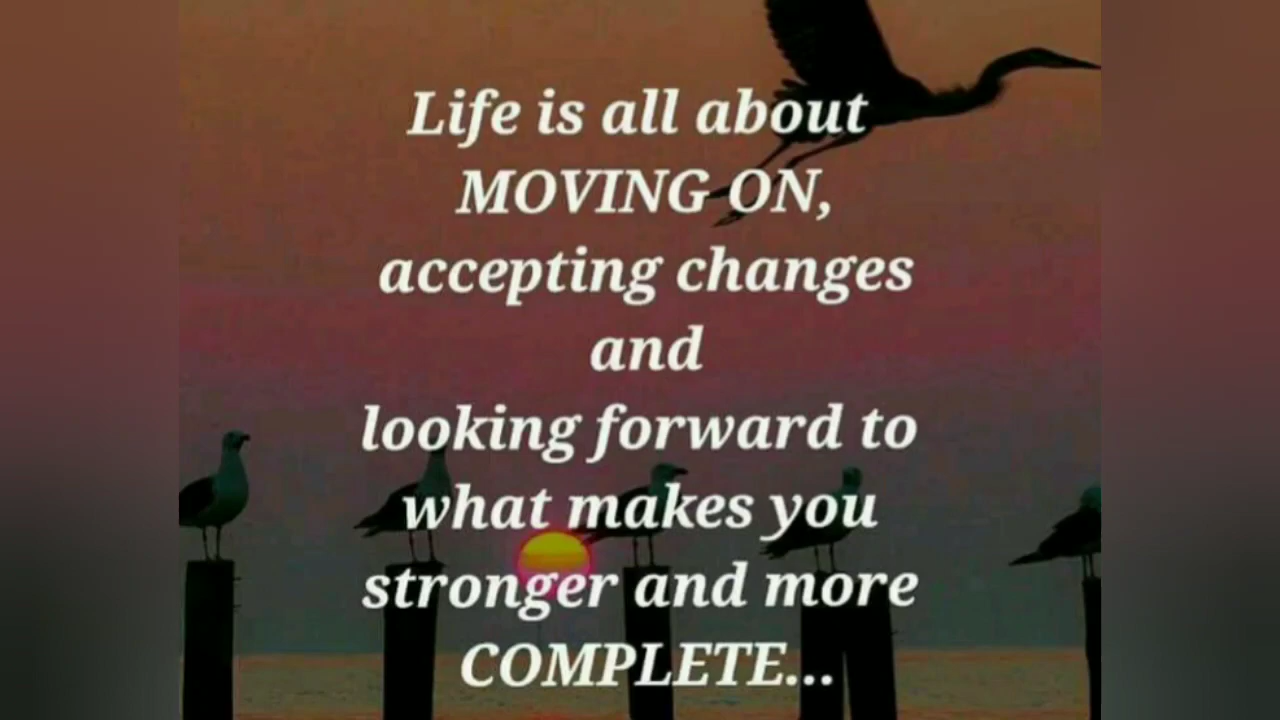 Life is all about
MOVING ON,
accepting changes
and
looking forward to
what makes you
stronger and more
COMPLETE...